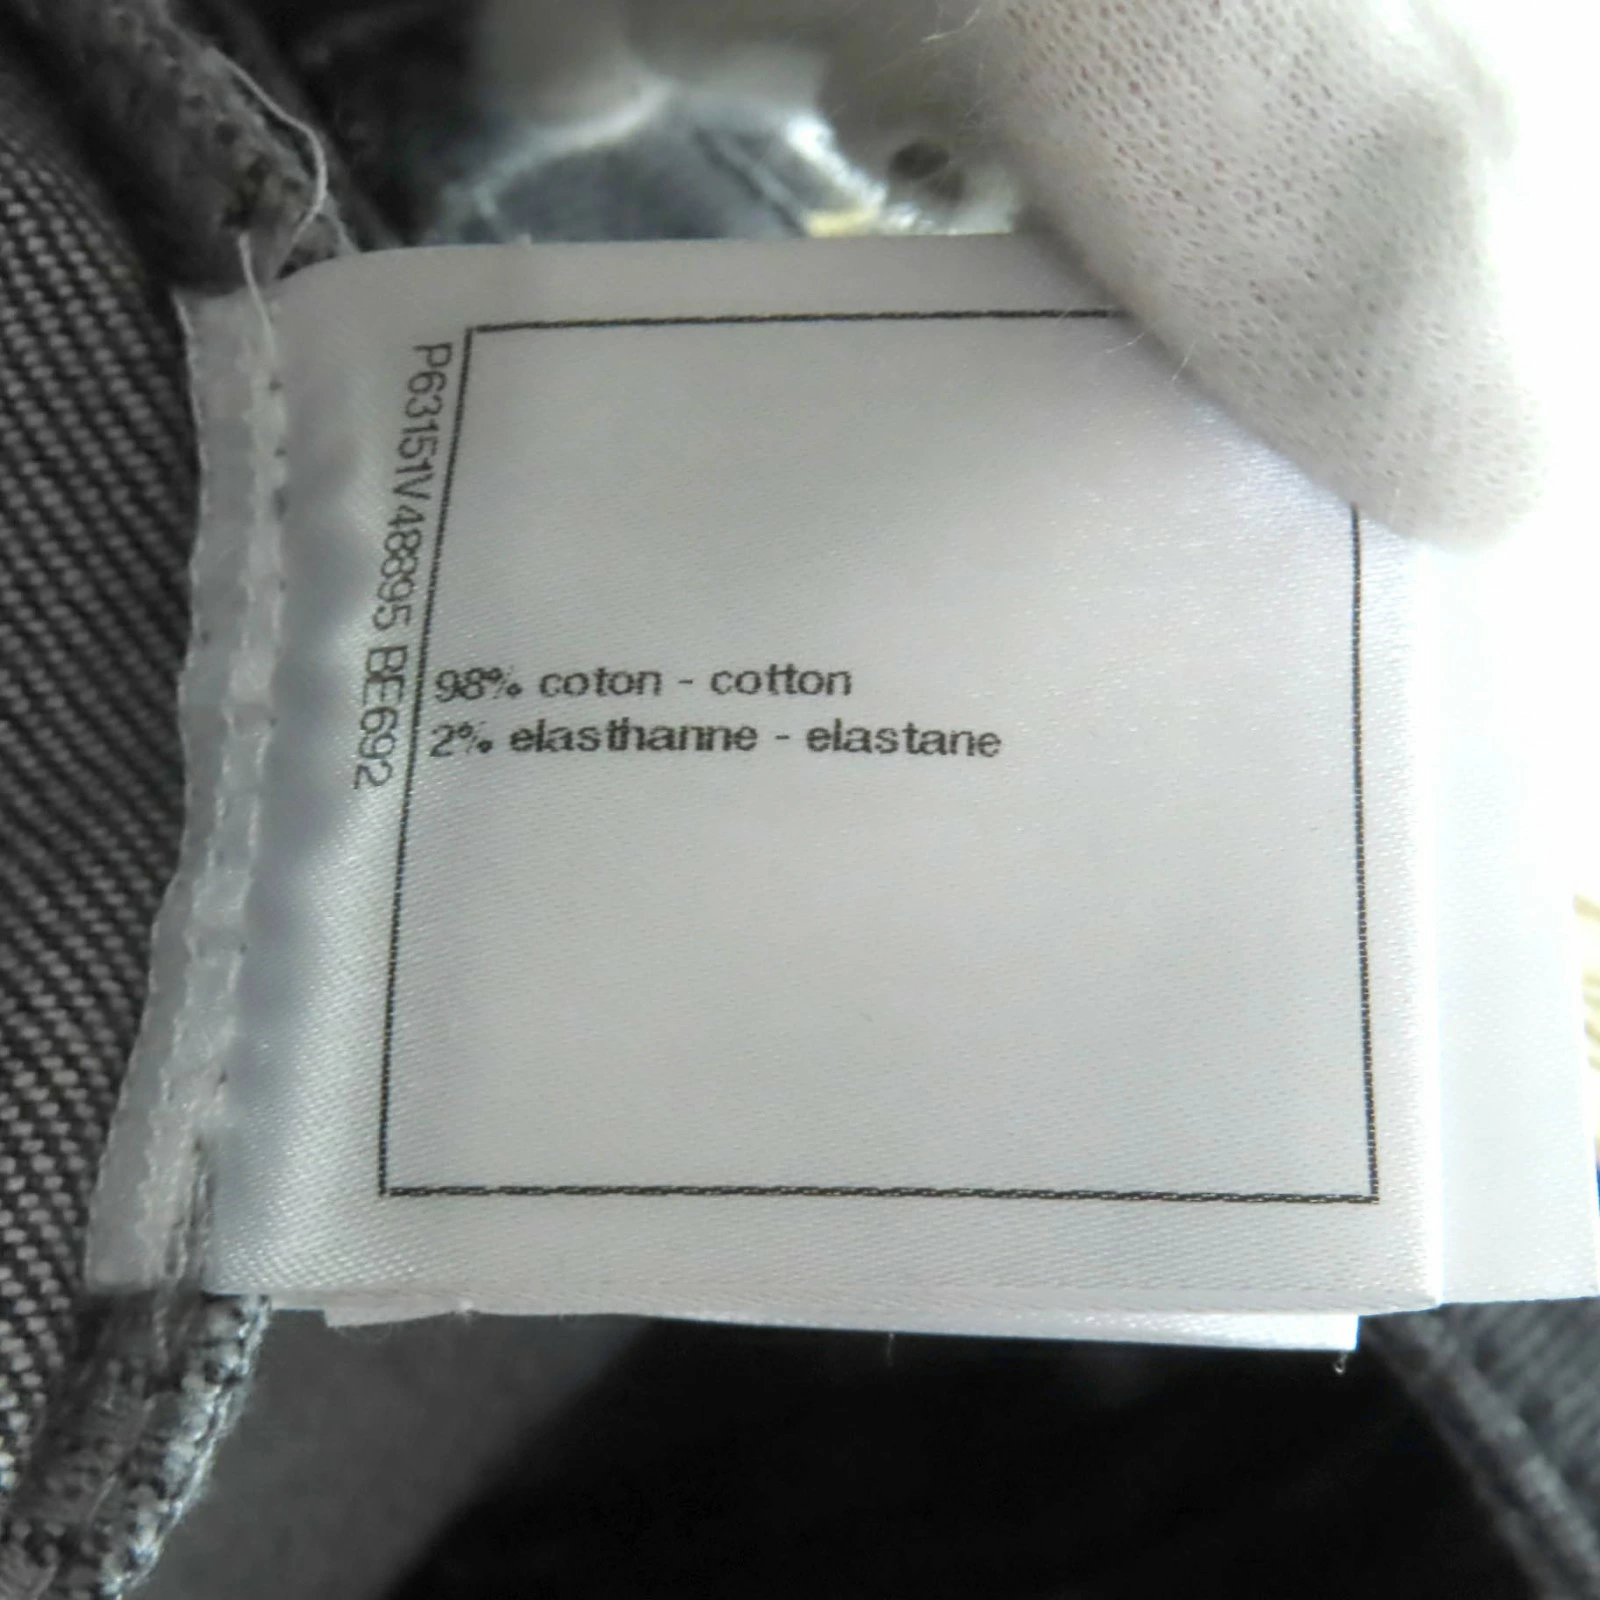 P63151V48895 BE692
98% coton - cotton
2% elasthanne - elastane